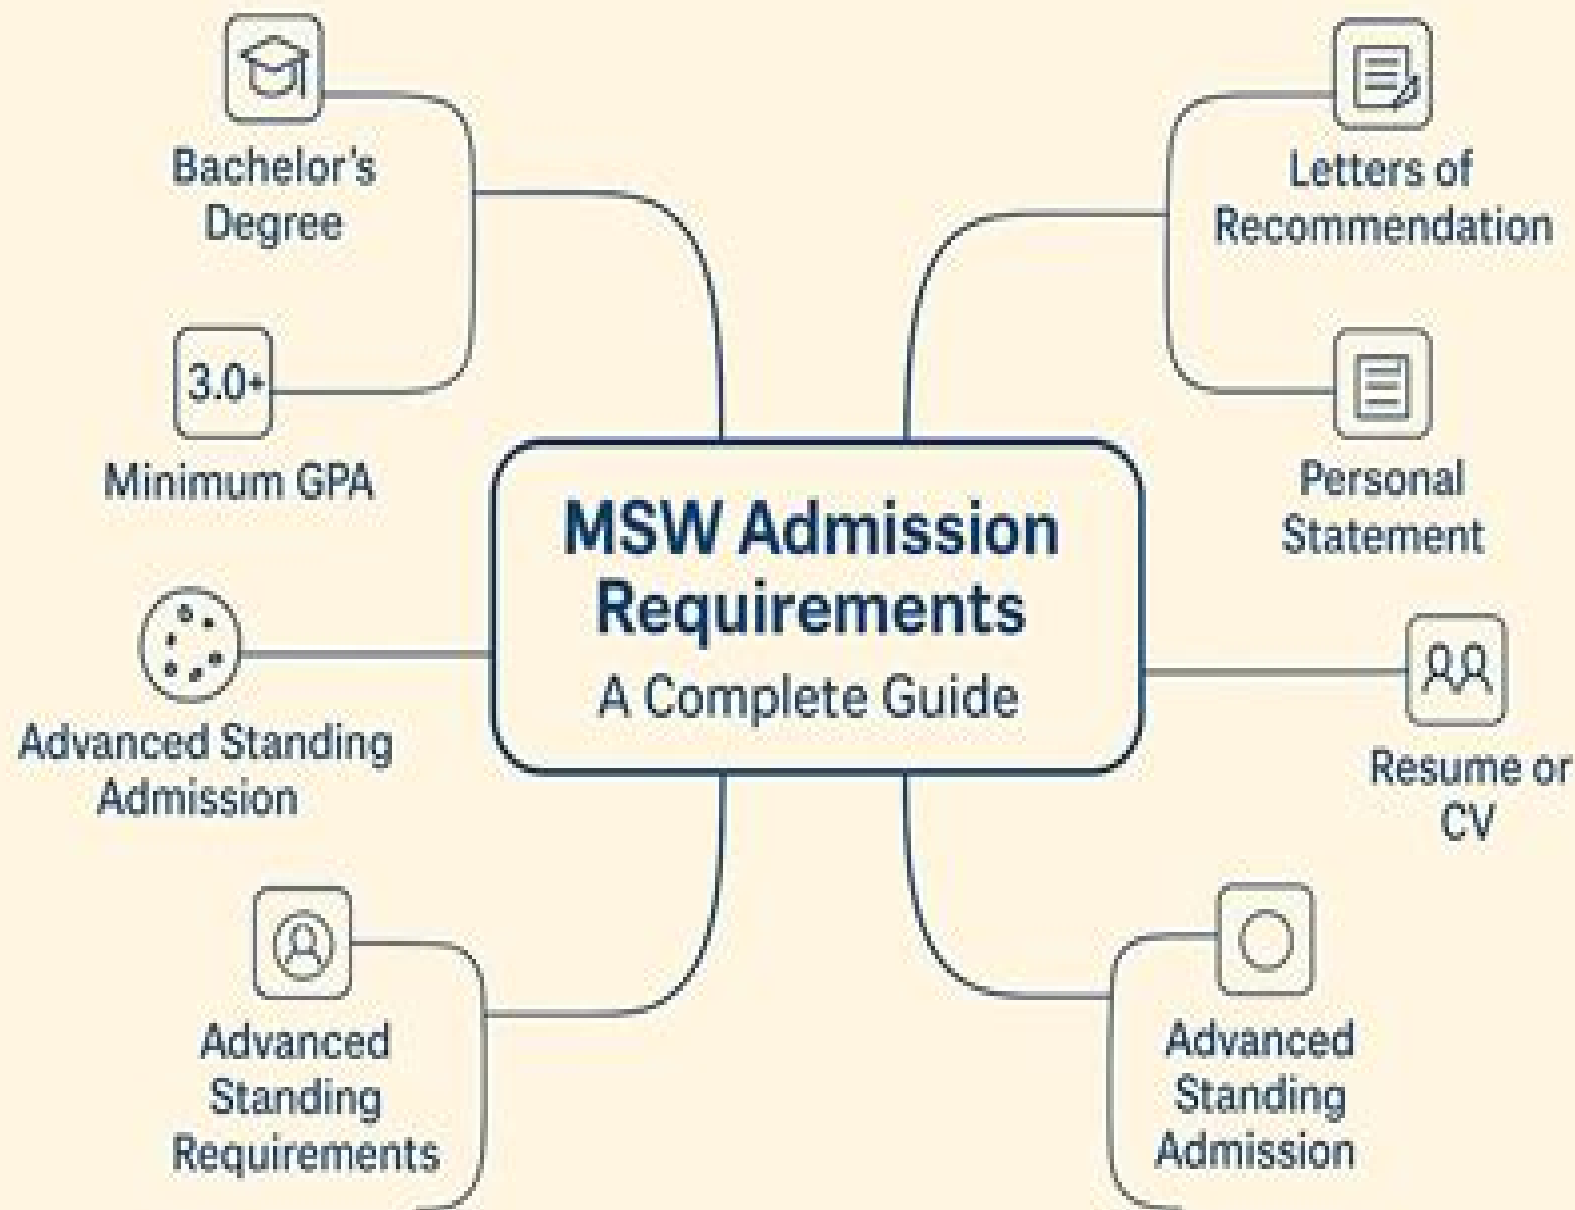 Bachelor's
Degree
3.0+
Minimum GPA
Advanced Standing
Admission
Advanced
Standing
Requirements
MSW Admission
Requirements
A Complete Guide
Letters of
Recommendation
Personal
Statement
Resume or
CV
Advanced
Standing
Admission